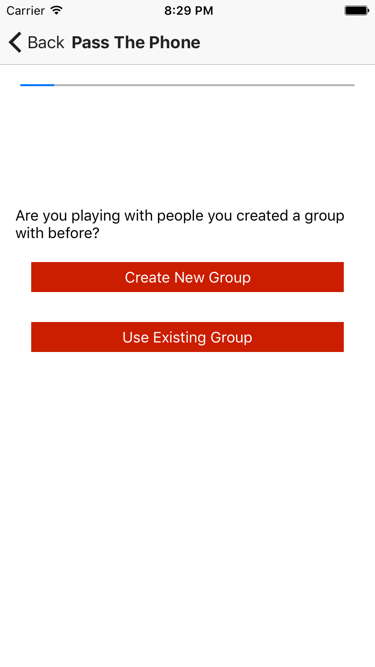 Carrier 8:29 PM
Back Pass The Phone
Are you playing with people you created a group
with before?
Create New Group
Use Existing Group